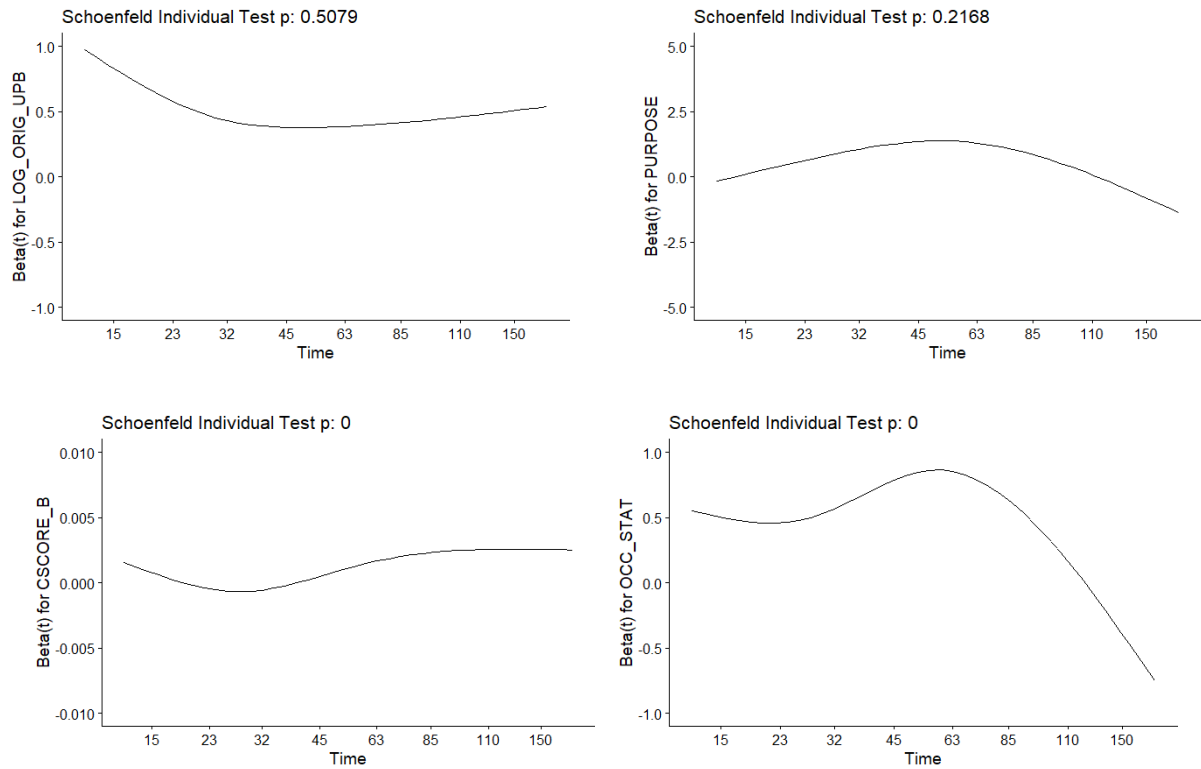 Schoenfeld Individual Test p: 0.5079
1.0
0.5
0.0
-0.5
-1.0
Beta(t) for LOG_ORIG_UPB
15 23 32 45 63 85 110 150
Time
Schoenfeld Individual Test p: 0.2168
5.0
2.5
0.0
-2.5
-5.0
Beta(t) for PURPOSE
15 23 32 45 63 85 110 150
Time
Schoenfeld Individual Test p: 0
0.010
0.005
0.000
-0.005
-0.010
Beta(t) for CSCORE_B
15 23 32 45 63 85 110 150
Time
Schoenfeld Individual Test p: 0
1.0
0.5
0.0
-0.5
-1.0
Beta(t) for OCC_STAT
15 23 32 45 63 85 110 150
Time